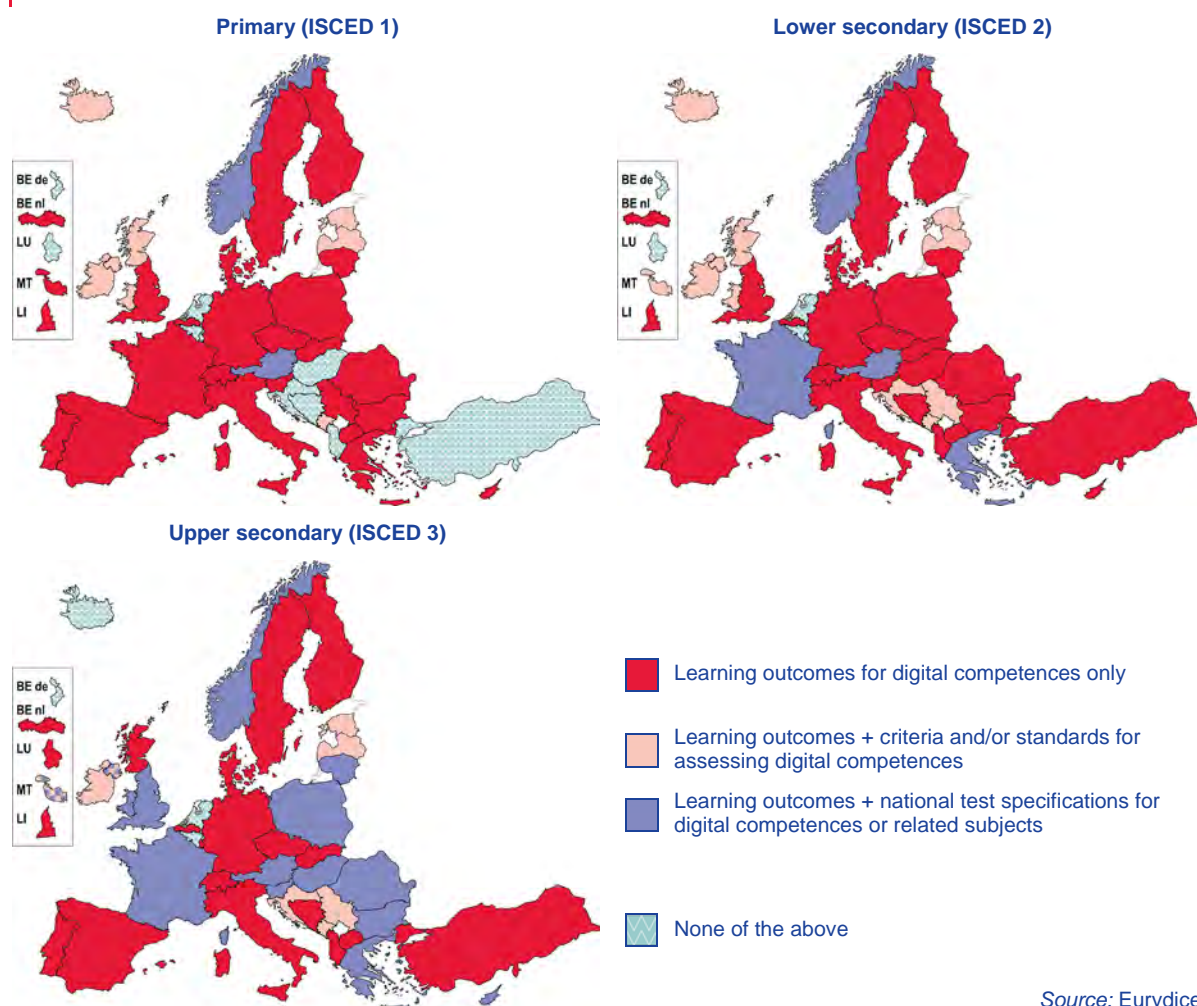 Primary (ISCED 1)
Lower secondary (ISCED 2)
BE de
BE nl
LU
MT
LI
BE de
BE nl
LU
MT
LI
Upper secondary (ISCED 3)
BE de
BE nl
LU
MT
LI
Learning outcomes for digital competences only
Learning outcomes + criteria and/or standards for
assessing digital competences
Learning outcomes + national test specifications for
digital competences or related subjects
None of the above
Source: Eurydice